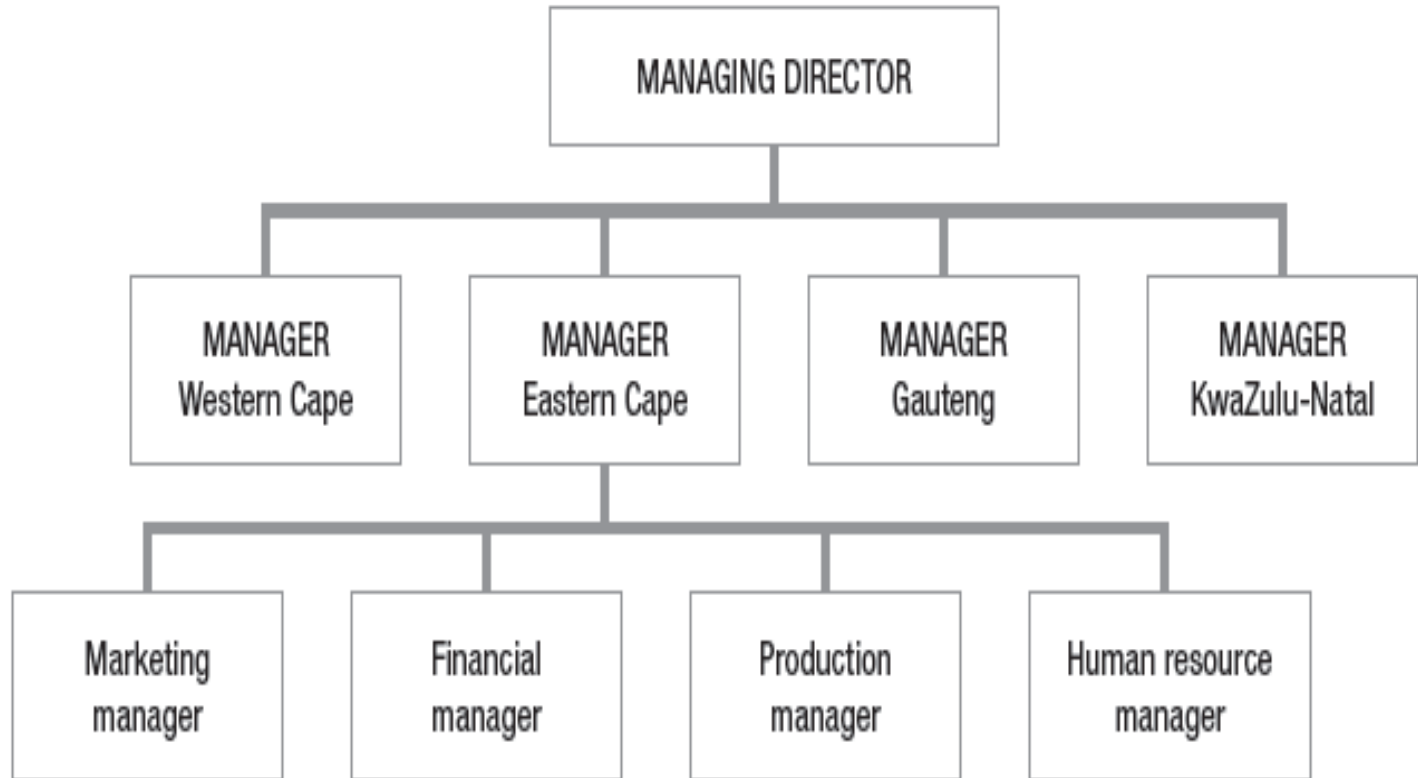 MANAGING DIRECTOR
MANAGER
Western Cape
MANAGER
Eastern Cape
MANAGER
Gauteng
MANAGER
KwaZulu-Natal
Marketing
manager
Financial
manager
Production
manager
Human resource
manager